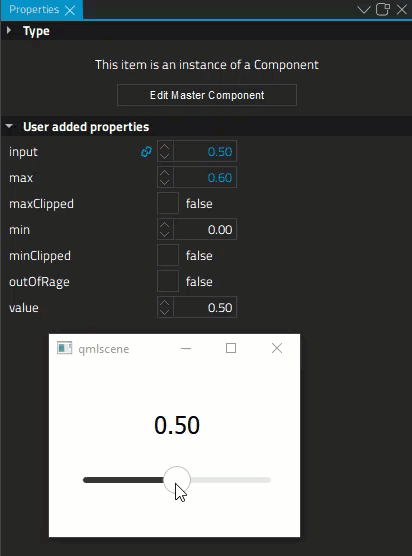 Properties
Type
This item is an instance of a Component
Edit Master Component
User added properties
input 0.50
max 0.60
maxClipped false
min 0.00
minClipped false
outOfRage false
value 0.50
qmlscene
0.50